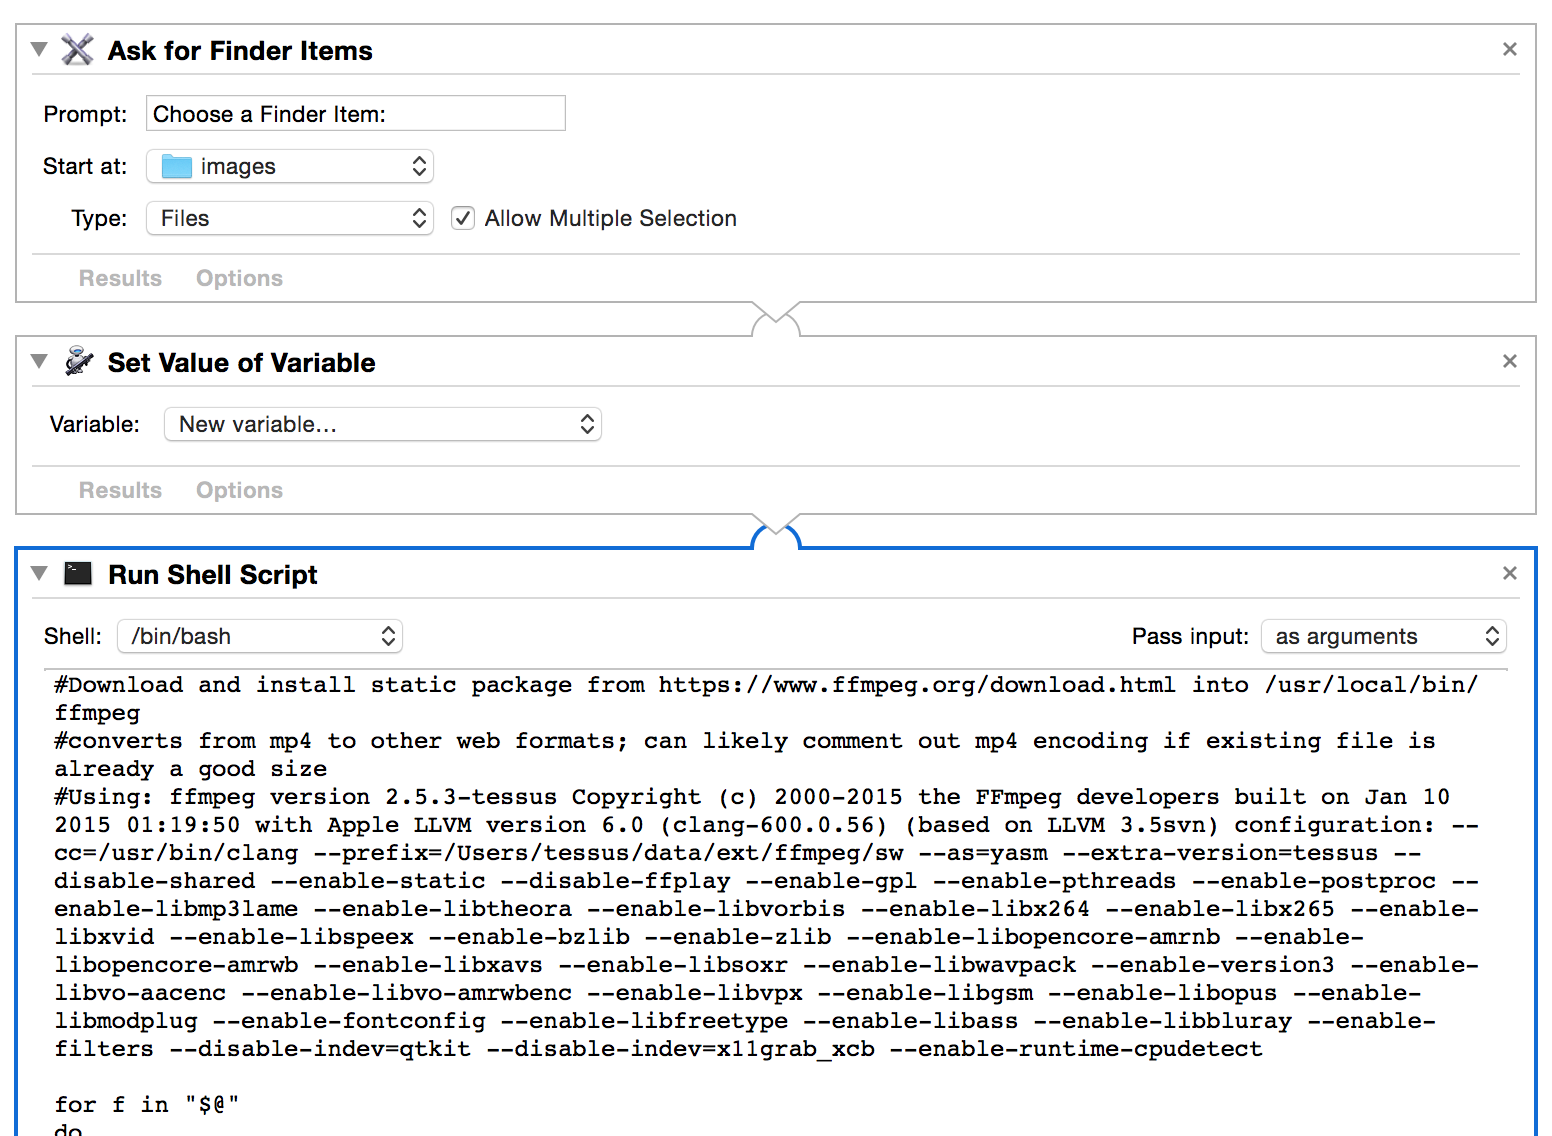 Ask for Finder Items
Prompt: Choose a Finder Item:
Start at: images
Type: Files Allow Multiple Selection
Results Options
Set Value of Variable
Variable: New variable...
Results Options
Run Shell Script
Shell: /bin/bash Pass input: as arguments
#Download and install static package from https://www.ffmpeg.org/download.html into /usr/local/bin/
ffmpeg
#converts from mp4 to other web formats; can likely comment out mp4 encoding if existing file is
already a good size
#Using: ffmpeg version 2.5.3-tessus Copyright (c) 2000-2015 the FFmpeg developers built on Jan 10
2015 01:19:50 with Apple LLVM version 6.0 (clang-600.0.56) (based on LLVM 3.5svn) configuration: --
cc=/usr/bin/clang --prefix=/Users/tessus/data/ext/ffmpeg/sw --as=yasm --extra-version=tessus --
disable-shared --enable-static --disable-ffplay --enable-gpl --enable-pthreads --enable-postproc --
enable-libmp3lame --enable-libtheora --enable-libvorbis --enable-libx264 --enable-libx265 --enable-
libxvid --enable-libspeex --enable-bzlib --enable-zlib --enable-libopencore-amrnb --enable-
libopencore-amrwb --enable-libxavs --enable-libsoxr --enable-libwavpack --enable-version3 --enable-
libvo-aacenc --enable-libvo-amrwbenc --enable-libvpx --enable-libgsm --enable-libopus --enable-
libmodplug --enable-fontconfig --enable-libfreetype --enable-libass --enable-libbluray --enable-
filters --disable-indev=qtkit --disable-indev=x11grab_xcb --enable-runtime-cpudetect
for f in "$@"
do